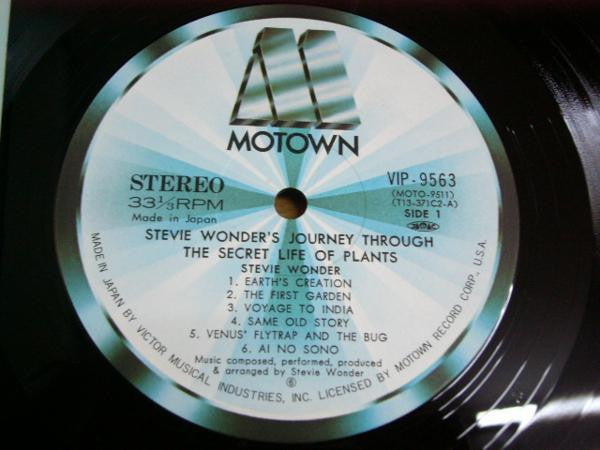 MOTOWN
STEREO
33⅓RPM
Made in Japan
VIP-9563
(MOTO-9511)
(T13-371C2-A)
SIDE 1
STEVIE WONDER'S JOURNEY THROUGH
THE SECRET LIFE OF PLANTS
STEVIE WONDER
1. EARTH'S CREATION
2. THE FIRST GARDEN
3. VOYAGE TO INDIA
4. SAME OLD STORY
5. VENUS' FLYTRAP AND THE BUG
6. AI NO SONO
Music composed, performed, produced
& arranged by Stevie Wonder
MADE IN JAPAN BY VICTOR MUSICAL INDUSTRIES, INC. LICENSED BY MOTOWN RECORD CORP., U.S.A.